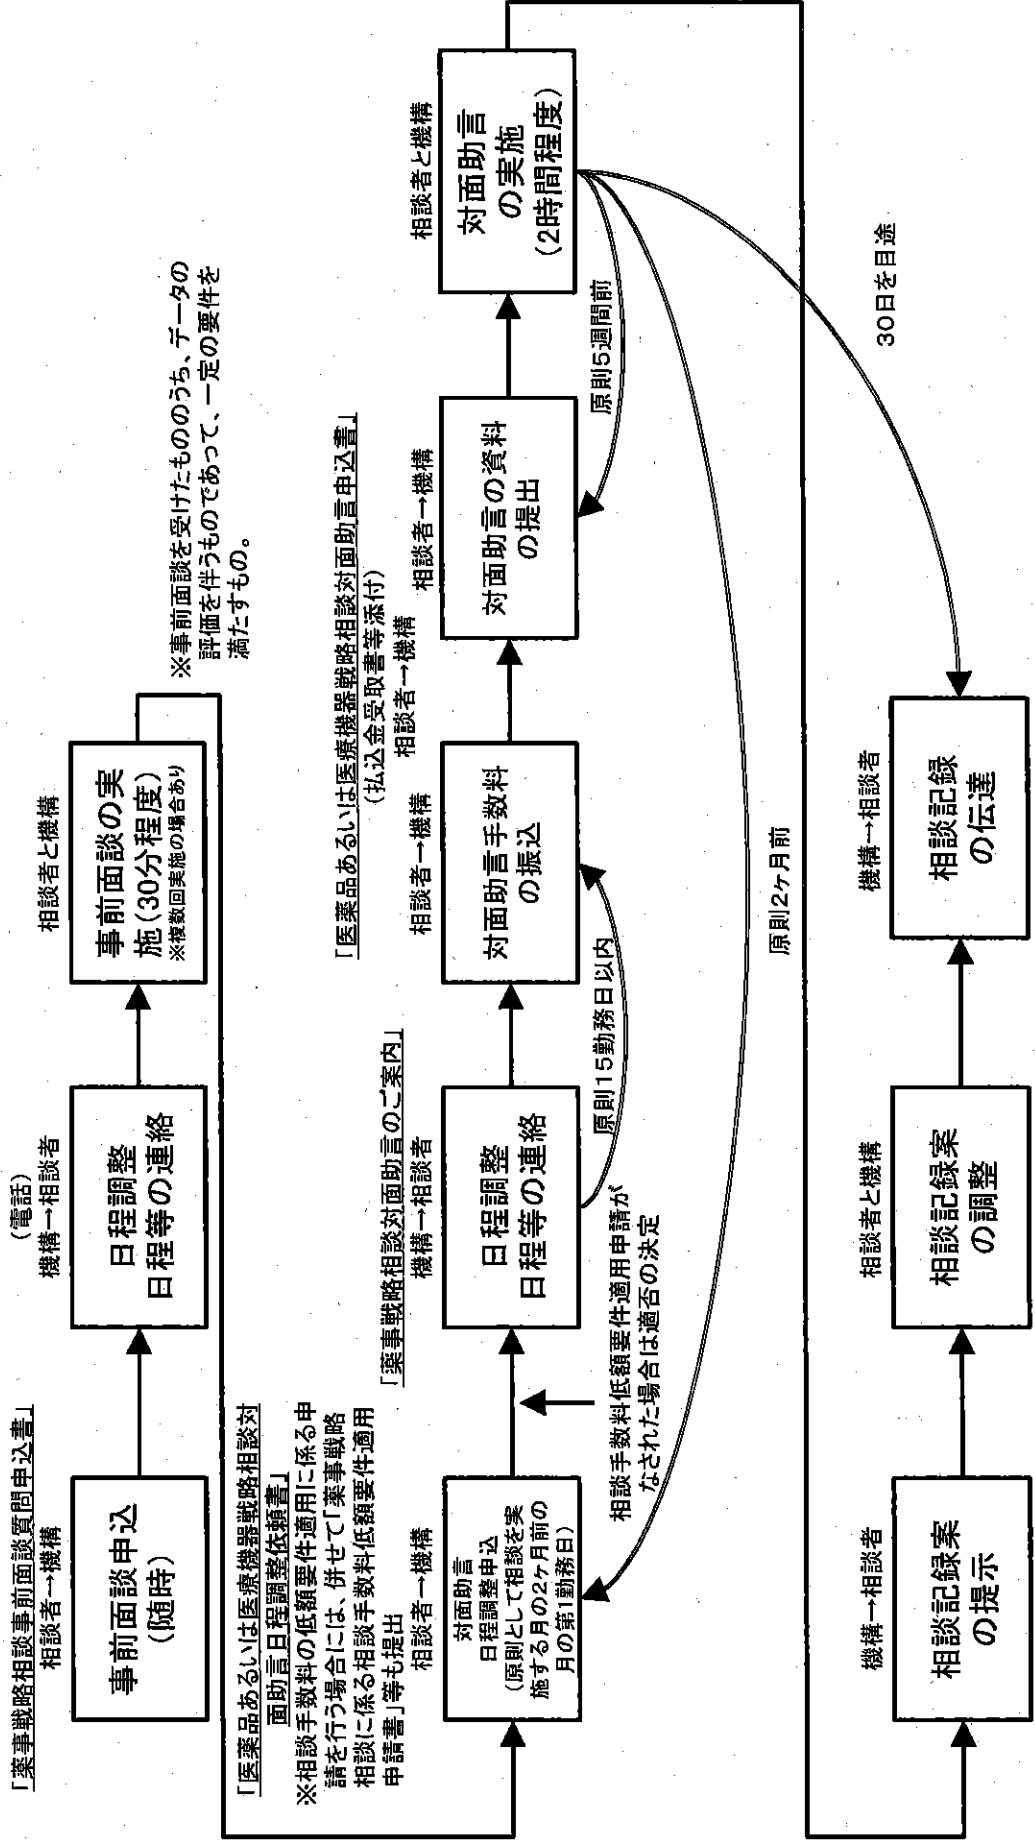 「薬事戦略相談事前面談質問申込書」
相談者→機構
事前面談申込
(随時)
(電話)
機構→相談者
日程調整
日程等の連絡
相談者と機構
事前面談の実
施(30分程度)
※複数回実施の場合あり
※事前面談を受けたもののうち、データの
評価を伴うものであって、一定の要件を
満たすもの。
「医薬品あるいは医療機器戦略相談対
面助言日程調整依頼書」
※相談手数料の低額要件適用に係る申
請を行う場合には、併せて「薬事戦略
相談に係る相談手数料低額要件適用
申請書」等も提出
相談者→機構
対面助言
日程調整申込
(原則として相談を実
施する月の2ヶ月前の
月の第1勤務日)
相談手数料低額要件適用申請が
なされた場合は適否の決定
「薬事戦略相談対面助言のご案内」
機構→相談者
日程調整
日程等の連絡
原則15勤務日以内
相談者→機構
対面助言手数料
の振込
「医薬品あるいは医療機器戦略相談対面助言申込書」
(払込金受取書等添付)
相談者→機構
相談者→機構
対面助言の資料
の提出
原則5週間前
相談者と機構
対面助言
の実施
(2時間程度)
原則2ヶ月前
30日を目途
機構→相談者
相談記録案
の提示
相談者と機構
相談記録案
の調整
機構→相談者
相談記録
の伝達